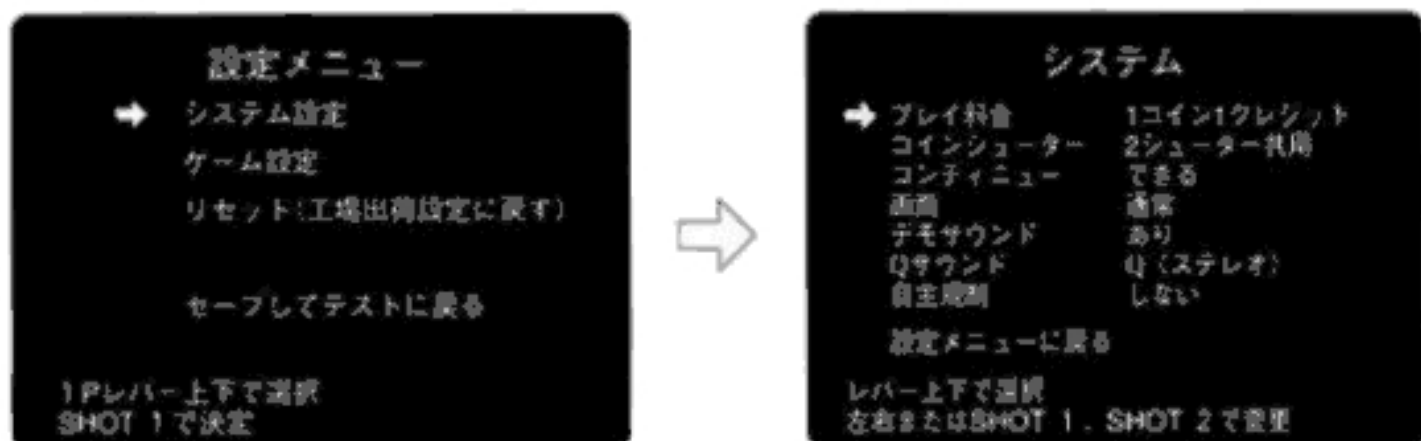 設定メニュー
システム設定
ゲーム設定
リセット(工場出荷設定に戻す)
セーブしてテストに戻る
1Pレバー上下で選択
SHOT 1で決定
システム
プレイ料金 1コイン1クレジット
コインシューター 2シューター共用
コンティニュー できる
画面 通常
デモサウンド あり
Qサウンド Q(ステレオ)
自主規制 しない
設定メニューに戻る
レバー上下で選択
左右またはSHOT 1、SHOT 2で変更